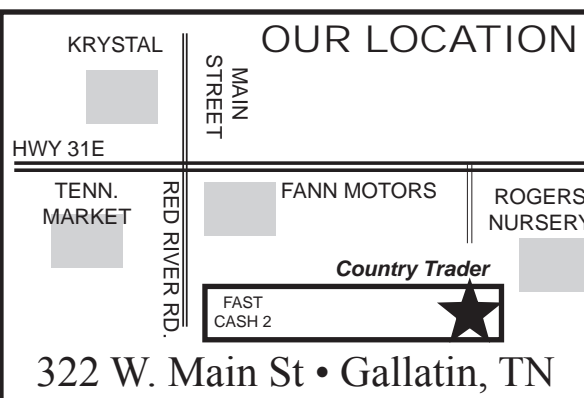 OUR LOCATION
KRYSTAL
MAIN
STREET
HWY 31E
TENN.
MARKET
RED RIVER RD.
FANN MOTORS
ROGERS
NURSERY
Country Trader
FAST
CASH 2
322 W. Main St • Gallatin, TN